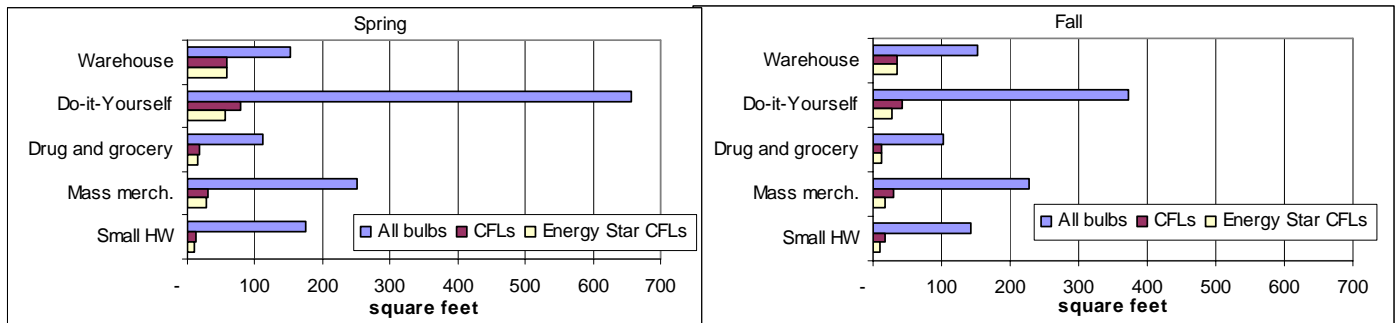 Spring
Warehouse
Do-it-Yourself
Drug and grocery
Mass merch.
Small HW
All bulbs CFLs Energy Star CFLs
- 100 200 300 400 500 600 700
square feet
Fall
Warehouse
Do-it-Yourself
Drug and grocery
Mass merch.
Small HW
All bulbs CFLs Energy Star CFLs
- 100 200 300 400 500 600 700
square feet